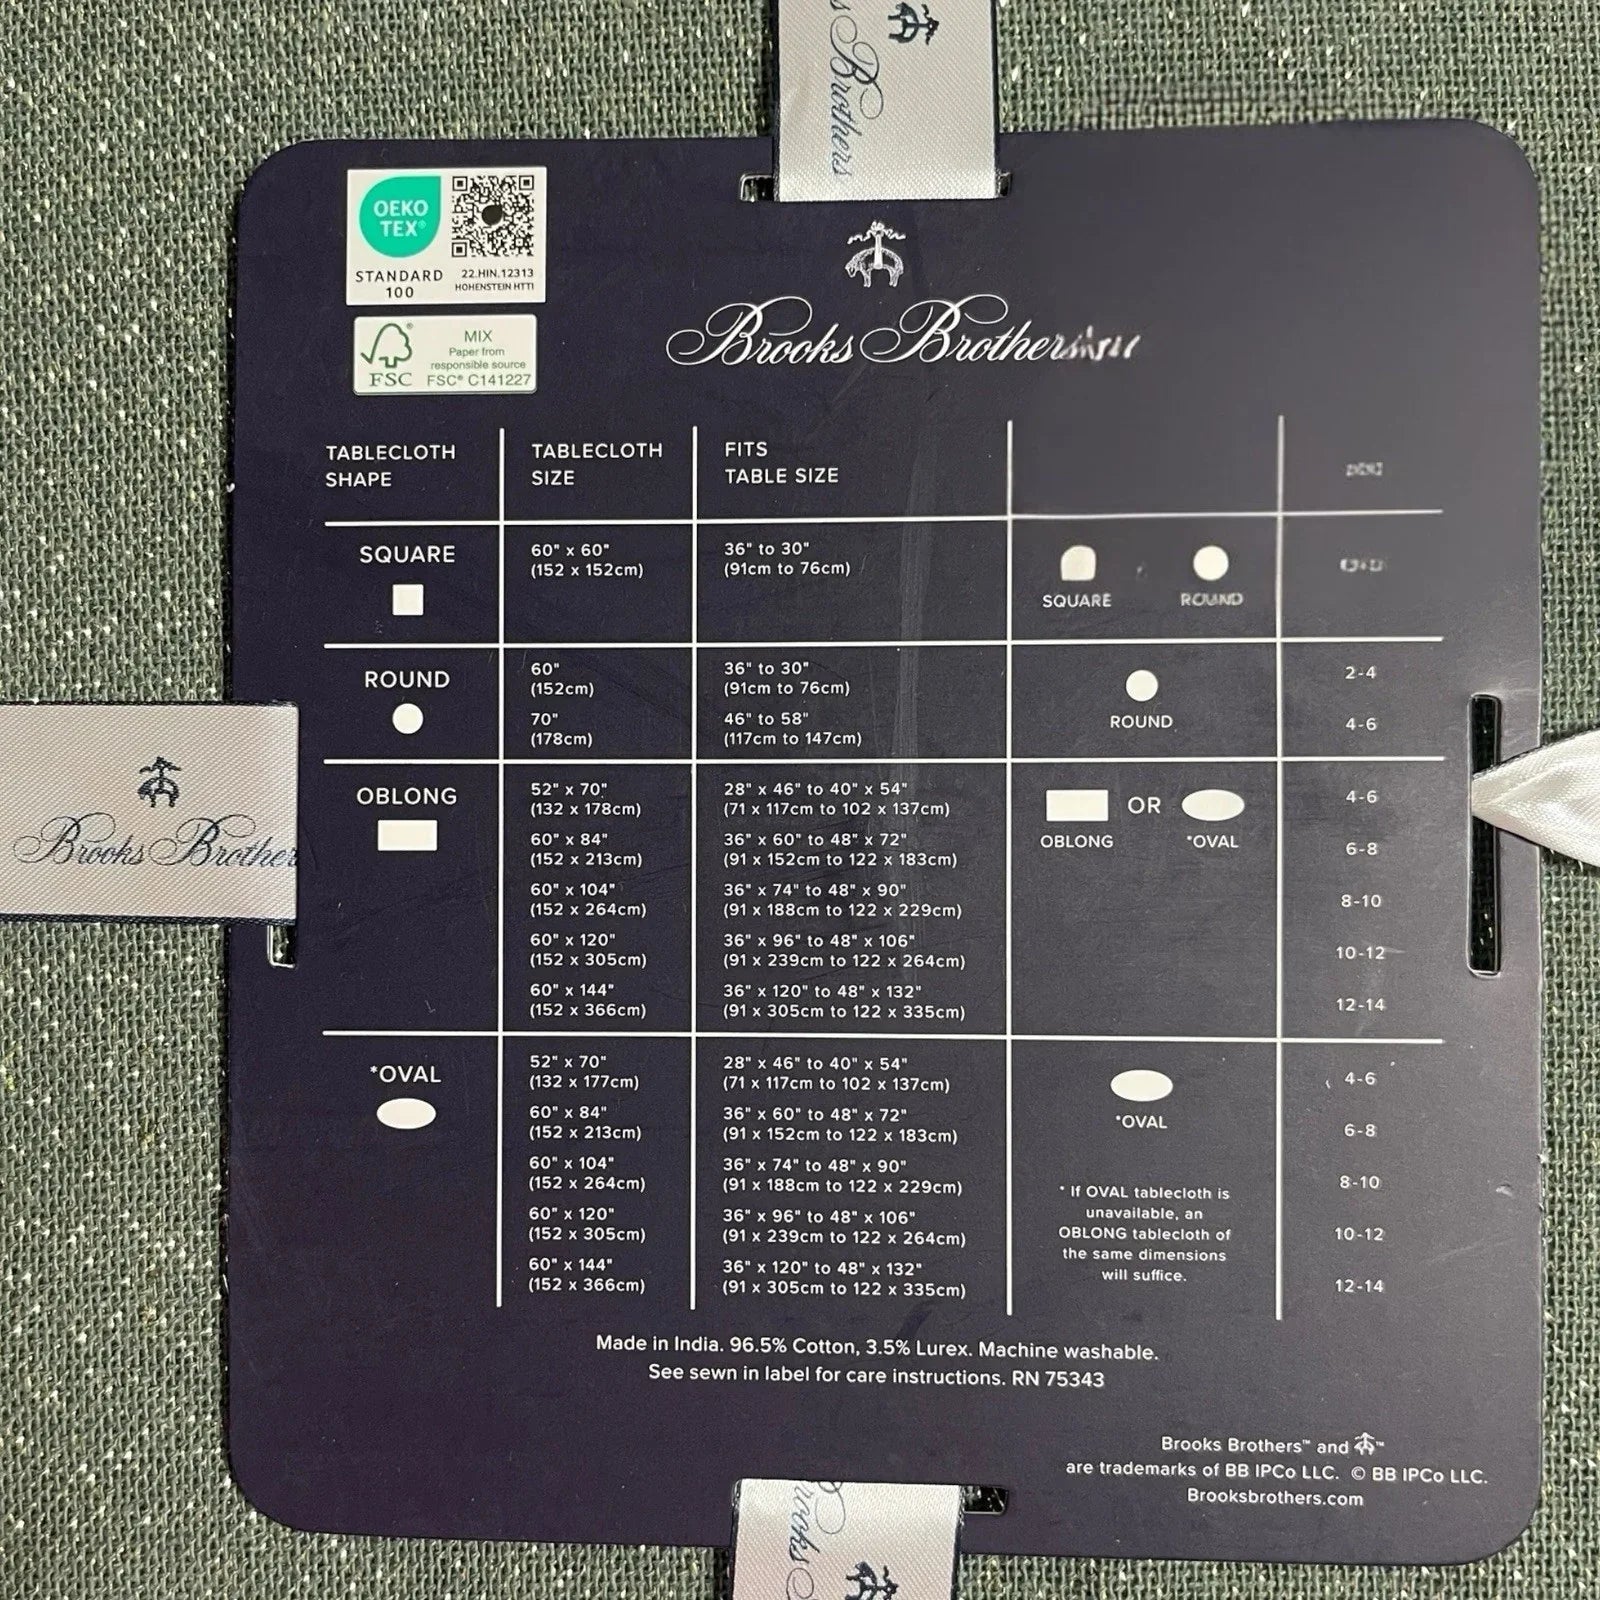 Brothers
OEKO
TEX®
STANDARD
100
22.HIN.12313
HOHENSTEIN HTTI
FSC®
MIX
Paper from
responsible source
FSC® C141227
Brooks
TABLECLOTH
SHAPE
TABLECLOTH
SIZE
FITS
TABLE SIZE
SQUARE
60" x 60"
(152 x 152cm)
36" to 30"
(91cm to 76cm)
SQUARE
ROUND
ROUND
60"
(152cm)
36" to 30"
(91cm to 76cm)
2-4
70"
(178cm)
46" to 58"
(117cm to 147cm)
ROUND
4-6
OBLONG
52" x 70"
(132 x 178cm)
28" x 46" to 40" x 54"
(71 x 117cm to 102 x 137cm)
OR
OBLONG
*OVAL
4-6
60" x 84"
(152 x 213cm)
36" x 60" to 48" x 72"
(91 x 152cm to 122 x 183cm)
6-8
60" x 104"
(152 x 264cm)
36" x 74" to 48" x 90"
(91 x 188cm to 122 x 229cm)
8-10
60" x 120"
(152 x 305cm)
36" x 96" to 48" x 106"
(91 x 239cm to 122 x 264cm)
10-12
60" x 144"
(152 x 366cm)
36" x 120" to 48" x 132"
(91 x 305cm to 122 x 335cm)
12-14
Brooks Brothers
*OVAL
52" x 70"
(132 x 177cm)
28" x 46" to 40" x 54"
(71 x 117cm to 102 x 137cm)
*OVAL
4-6
60" x 84"
(152 x 213cm)
36" x 60" to 48" x 72"
(91 x 152cm to 122 x 183cm)
6-8
60" x 104"
(152 x 264cm)
36" x 74" to 48" x 90"
(91 x 188cm to 122 x 229cm)
8-10
60" x 120"
(152 x 305cm)
36" x 96" to 48" x 106"
(91 x 239cm to 122 x 264cm)
10-12
60" x 144"
(152 x 366cm)
36" x 120" to 48" x 132"
(91 x 305cm to 122 x 335cm)
12-14
* If OVAL tablecloth is
unavailable, an
OBLONG tablecloth of
the same dimensions
will suffice.
Made in India. 96.5% Cotton, 3.5% Lurex. Machine washable.
See sewn in label for care instructions. RN 75343
Brooks Brothers™ and ™
are trademarks of BB IPCo LLC. © BB IPCo LLC.
Brooksbrothers.com